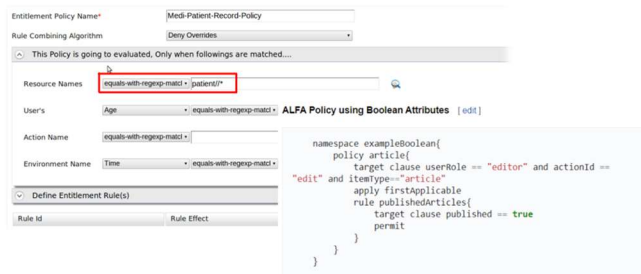 Entitlement Policy Name* Medi-Patient-Record-Policy
Rule Combining Algorithm Deny Overrides
This Policy is going to evaluated, Only when followings are matched....
Resource Names equals-with-regexp-matcl patient//*
User's Age equals-with-regexp-matcl
Action Name equals-with-regexp-matcl
Environment Name Time equals-with-regexp-matcl
Define Entitlement Rule(s)
Rule Id Rule Effect
ALFA Policy using Boolean Attributes [edit]
namespace exampleBoolean{
policy article{
target clause userRole == "editor" and actionId ==
"edit" and itemType=="article"
apply firstApplicable
rule publishedArticles{
target clause published == true
permit
}
}
}